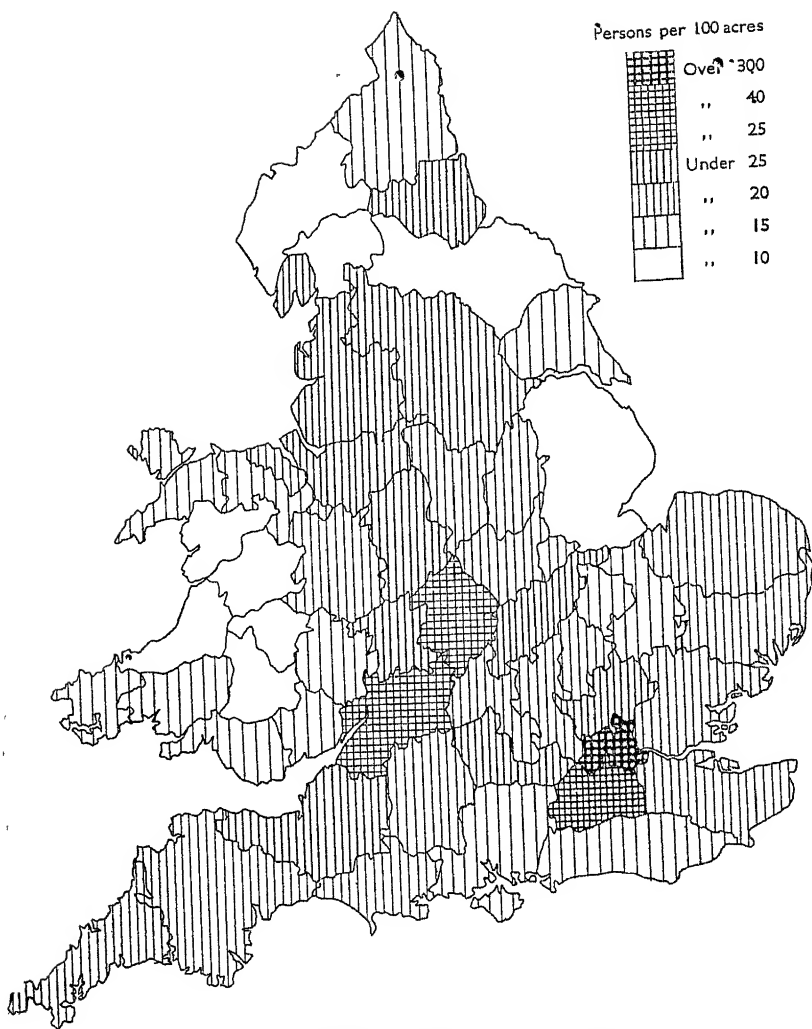 Persons per 100 acres
Over 300
,, 40
,, 25
Under 25
,, 20
,, 15
,, 10